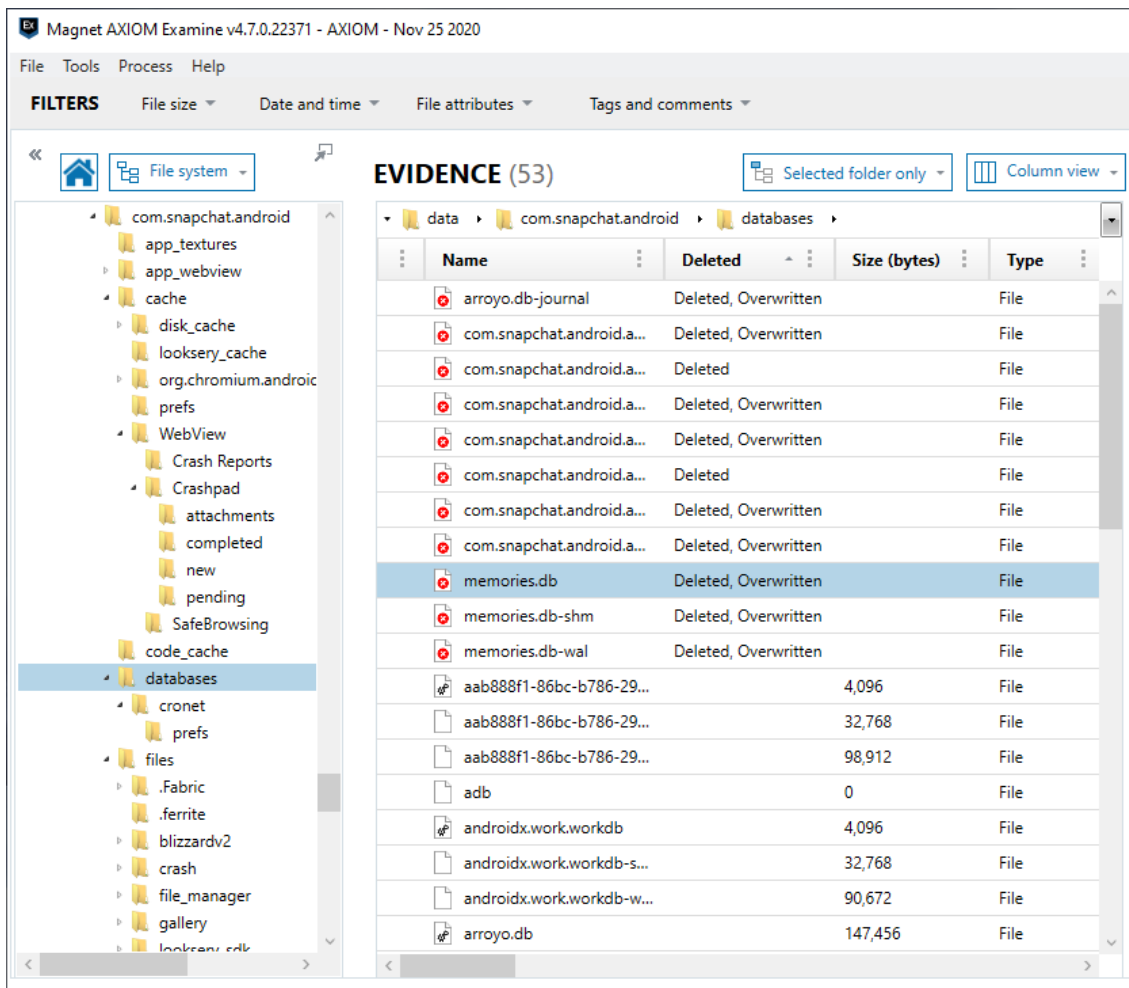 Magnet AXIOM Examine v4.7.0.22371 - AXIOM - Nov 25 2020
File Tools Process Help
FILTERS File size Date and time File attributes Tags and comments
File system
com.snapchat.android
app_textures
app_webview
cache
disk_cache
looksery_cache
org.chromium.android
prefs
WebView
Crash Reports
Crashpad
attachments
completed
new
pending
SafeBrowsing
code_cache
databases
cronet
prefs
files
.Fabric
.ferrite
blizzardv2
crash
file_manager
gallery
looksery_sdk
EVIDENCE (53)
Selected folder only Column view
data com.snapchat.android databases
Name Deleted Size (bytes) Type
arroyo.db-journal Deleted, Overwritten File
com.snapchat.android.a... Deleted, Overwritten File
com.snapchat.android.a... Deleted File
com.snapchat.android.a... Deleted, Overwritten File
com.snapchat.android.a... Deleted, Overwritten File
com.snapchat.android.a... Deleted File
com.snapchat.android.a... Deleted, Overwritten File
com.snapchat.android.a... Deleted, Overwritten File
memories.db Deleted, Overwritten File
memories.db-shm Deleted, Overwritten File
memories.db-wal Deleted, Overwritten File
aab888f1-86bc-b786-29... 4,096 File
aab888f1-86bc-b786-29... 32,768 File
aab888f1-86bc-b786-29... 98,912 File
adb 0 File
androidx.work.workdb 4,096 File
androidx.work.workdb-s... 32,768 File
androidx.work.workdb-w... 90,672 File
arroyo.db 147,456 File